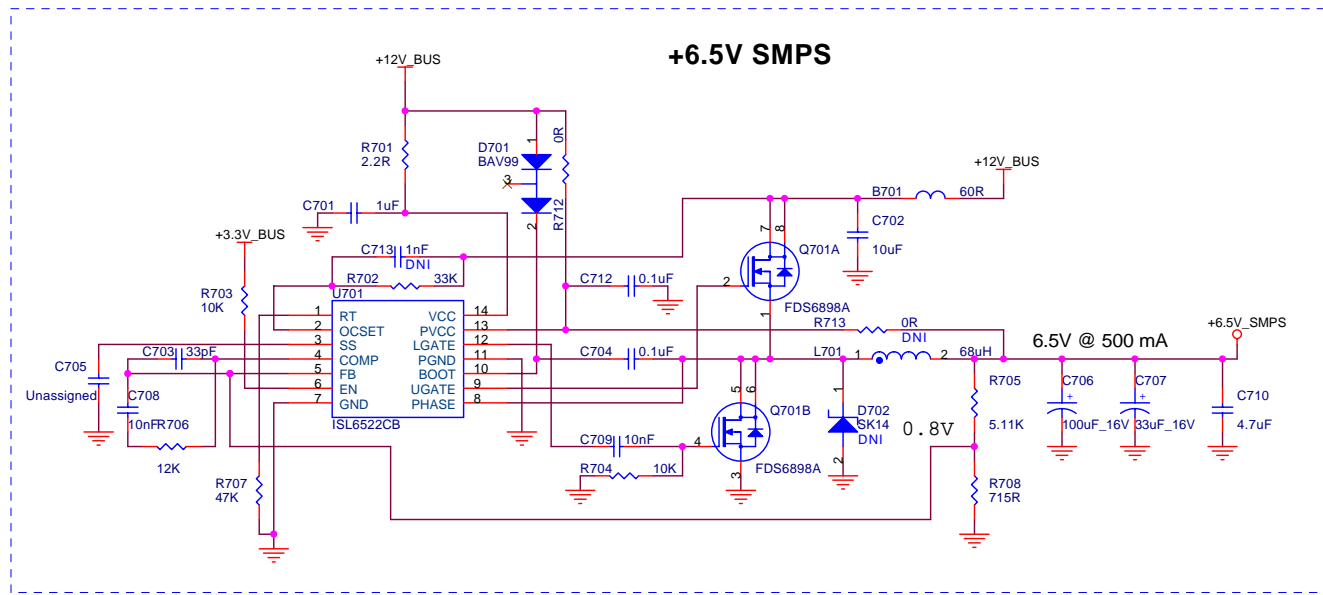 +6.5V SMPS
+12V_BUS
R701
2.2R
D701
BAV99
1
3
2
0R
R712
C701
1uF
+3.3V_BUS
R703
10K
C713
1nF
DNI
R702
33K
C712
0.1uF
+12V_BUS
B701
60R
C702
10uF
7
8
Q701A
2
FDS6898A
1
U701
1
RT
VCC
14
2
OCSET
PVCC
13
3
SS
LGATE
12
4
COMP
PGND
11
5
FB
BOOT
10
6
EN
UGATE
9
7
GND
PHASE
8
ISL6522CB
C703
33pF
C705
Unassigned
C708
10nF
R706
12K
R707
47K
C704
0.1uF
R713
0R
DNI
L701
1
2
68uH
6.5V @ 500 mA
+6.5V_SMPS
5
6
Q701B
4
FDS6898A
3
C709
10nF
R704
10K
1
D702
SK14
DNI
2
0.8V
R705
5.11K
R708
715R
C706
+
100uF_16V
C707
+
33uF_16V
C710
4.7uF